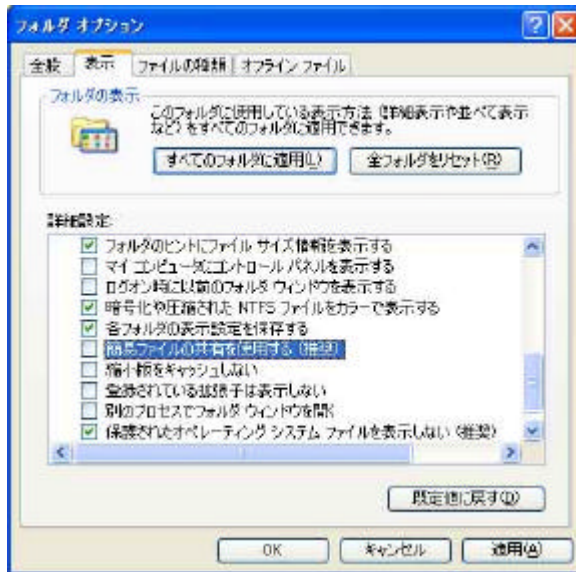 フォルダ オプション
全般 表示 ファイルの種類 オフライン ファイル
フォルダの表示
このフォルダに使用している表示方法 (詳細表示や並べて表示
など) をすべてのフォルダに適用できます。
すべてのフォルダに適用(L) 全フォルダをリセット(R)
詳細設定:
フォルダのヒントにファイル サイズ情報を表示する
マイ コンピュータにコントロール パネルを表示する
ログオン時に以前のフォルダ ウィンドウを表示する
暗号化や圧縮された NTFS ファイルをカラーで表示する
各フォルダの表示設定を保存する
簡易ファイルの共有を使用する (推奨)
縮小版をキャッシュしない
登録されている拡張子は表示しない
別のプロセスでフォルダ ウィンドウを開く
保護されたオペレーティング システム ファイルを表示しない (推奨)
既定値に戻す(D)
OK キャンセル 適用(A)